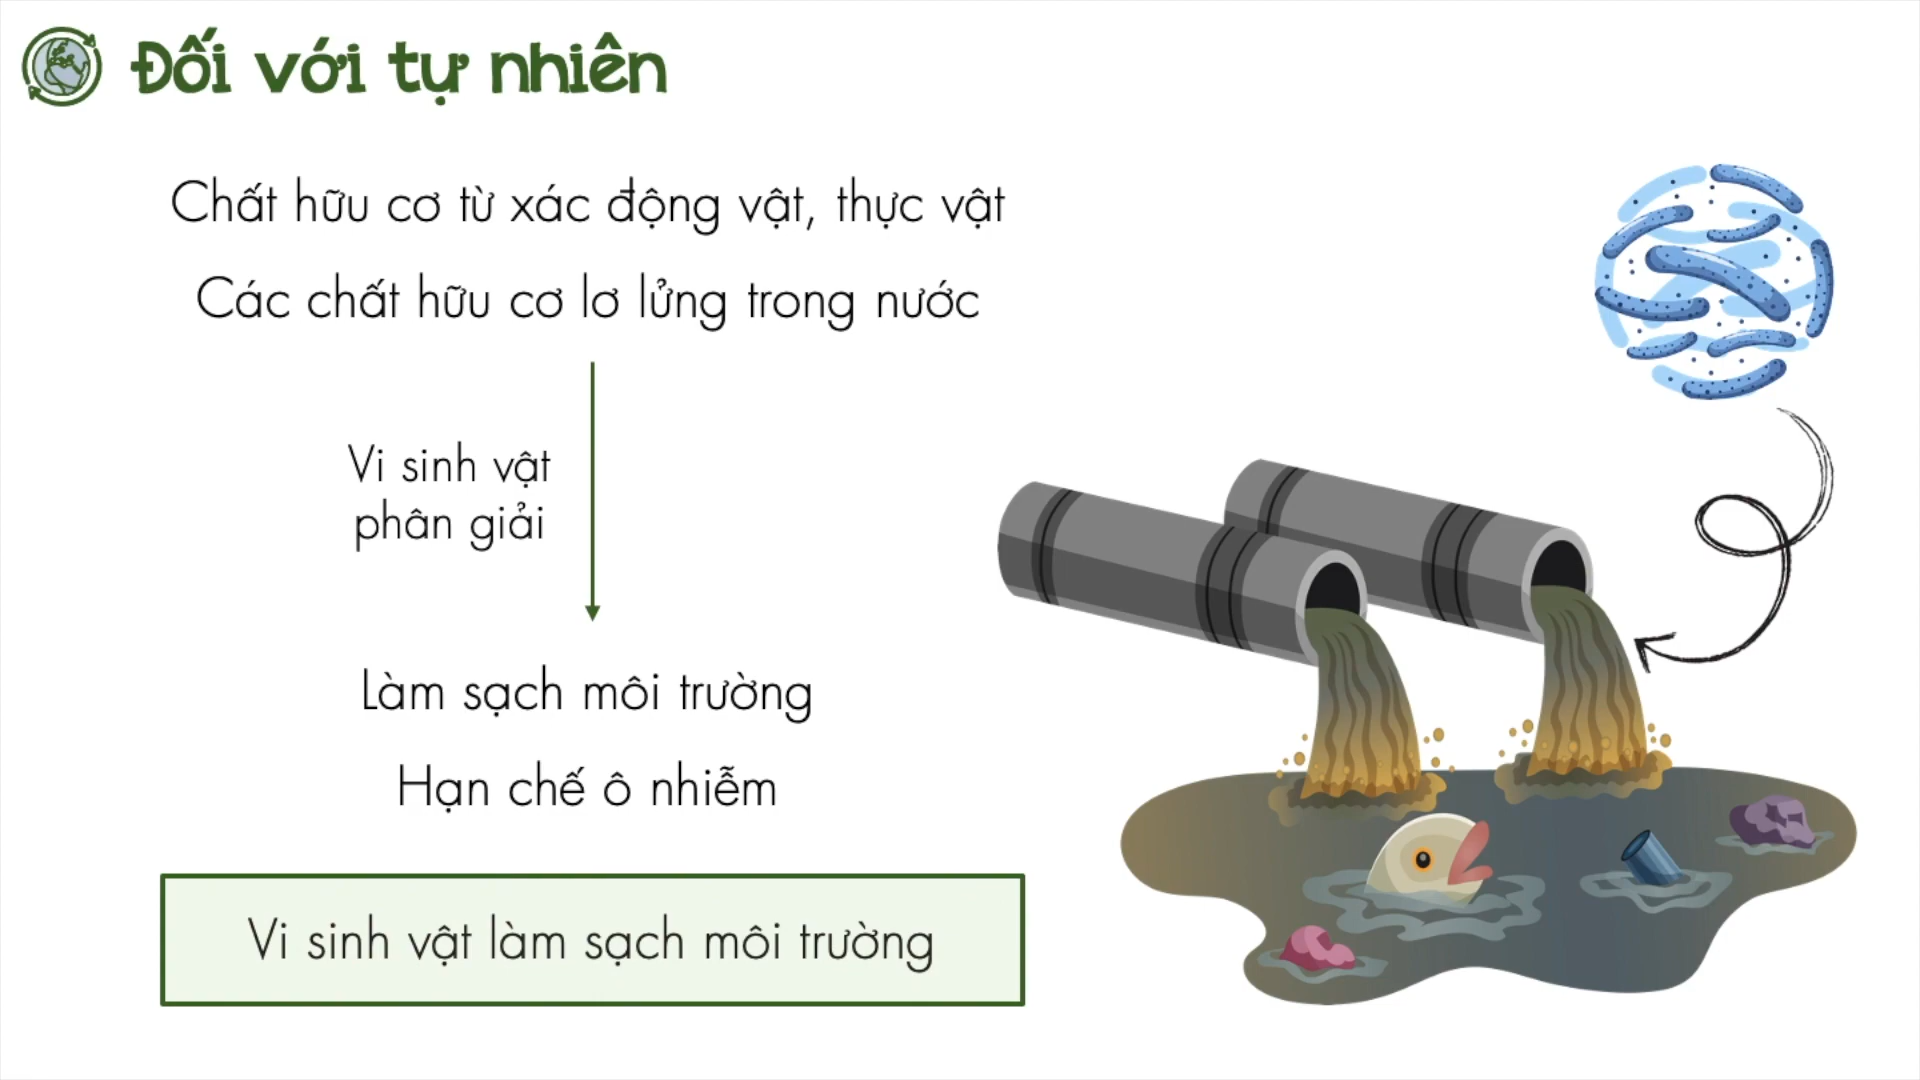 Đối với tự nhiên
Chất hữu cơ từ xác động vật, thực vật
Các chất hữu cơ lơ lửng trong nước
Vi sinh vật
phân giải
Làm sạch môi trường
Hạn chế ô nhiễm
Vi sinh vật làm sạch môi trường